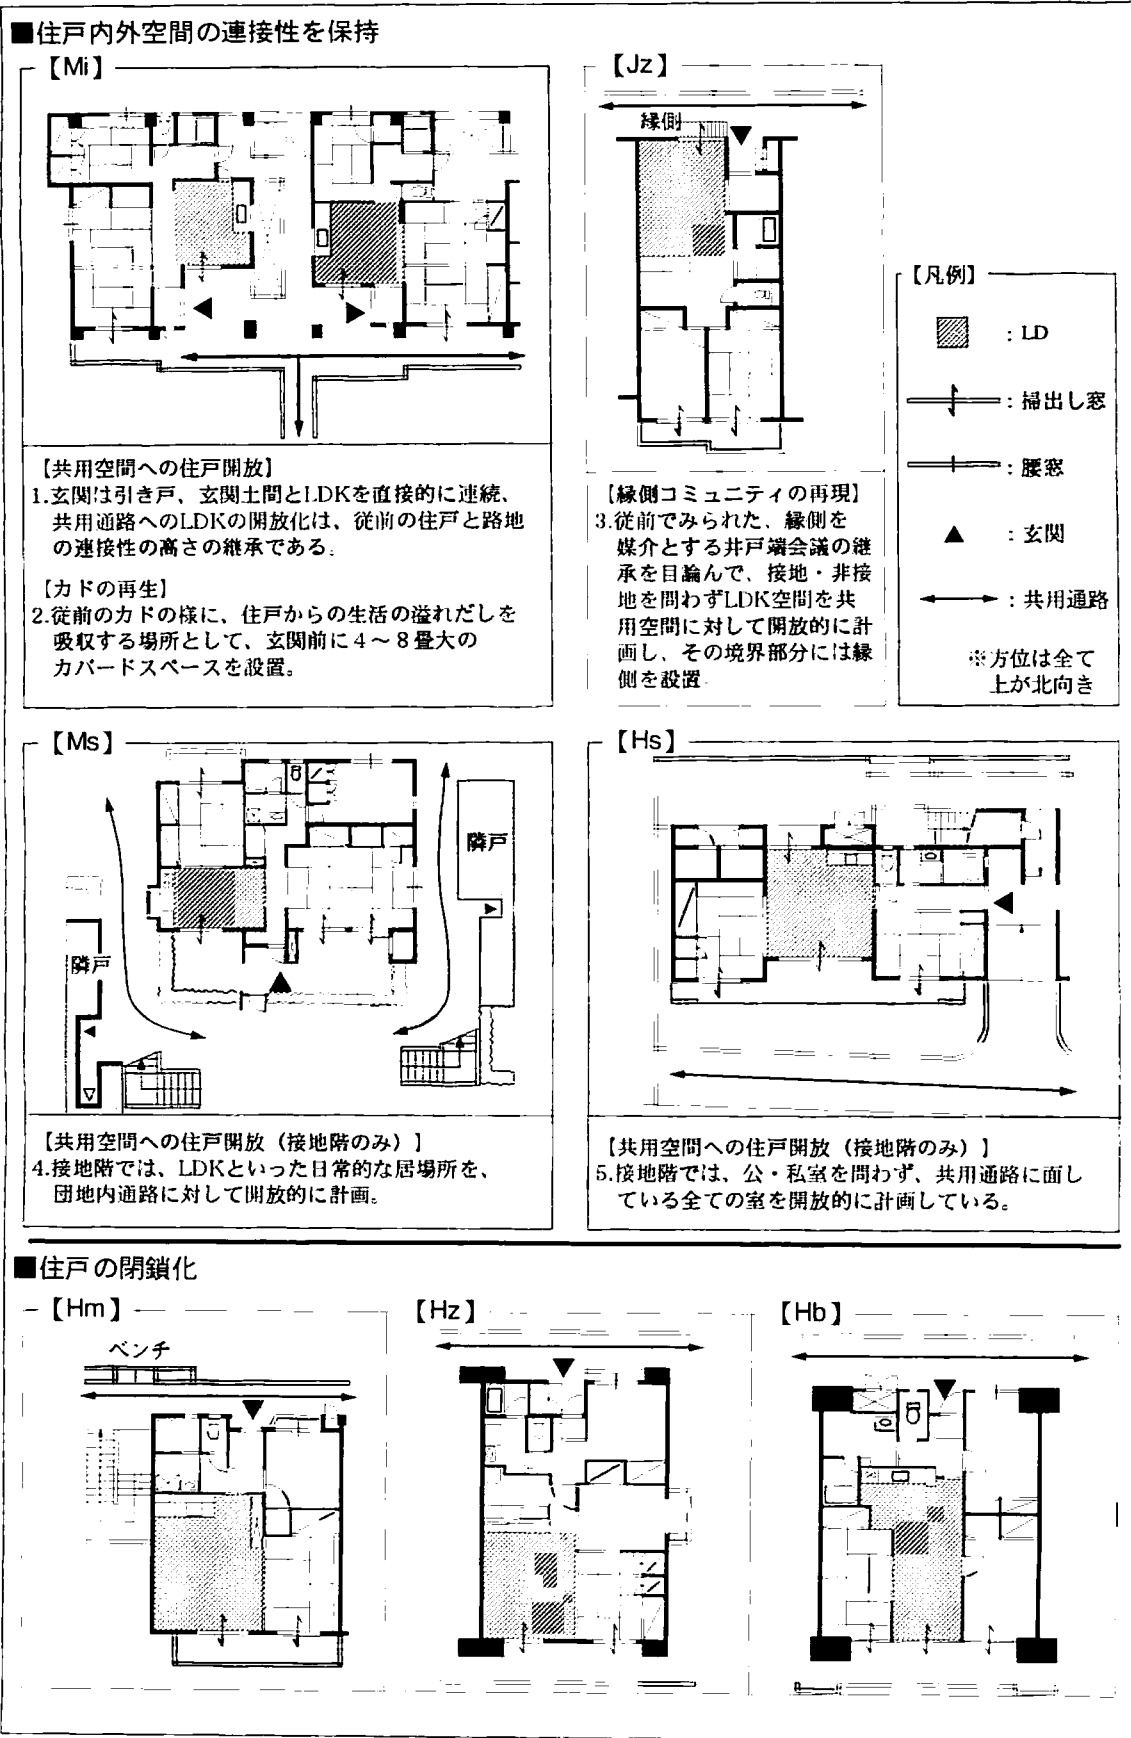 ■住戸内外空間の連接性を保持
【Mi】
【共用空間への住戸開放】
1.玄関は引き戸、玄関土間とLDKを直接的に連続、
共用通路へのLDKの開放化は、従前の住戸と路地
の連接性の高さの継承である。
【カドの再生】
2.従前のカドの様に、住戸からの生活の溢れだしを
吸収する場所として、玄関前に4～8畳大の
カバードスペースを設置。
【Jz】
縁側
【縁側コミュニティの再現】
3.従前でみられた、縁側を
媒介とする井戸端会議の継
承を目論んで、接地・非接
地を問わずLDK空間を共
用空間に対して開放的に計
画し、その境界部分には縁
側を設置
【凡例】
：LD
：掃出し窓
：腰窓
▲ ：玄関
：共用通路
※方位は全て
上が北向き
【Ms】
隣戸
隣戸
【共用空間への住戸開放（接地階のみ）】
4.接地階では、LDKといった日常的な居場所を、
団地内通路に対して開放的に計画。
【Hs】
【共用空間への住戸開放（接地階のみ）】
5.接地階では、公・私室を問わず、共用通路に面し
ている全ての室を開放的に計画している。
■住戸の閉鎖化
【Hm】
ベンチ
【Hz】
【Hb】